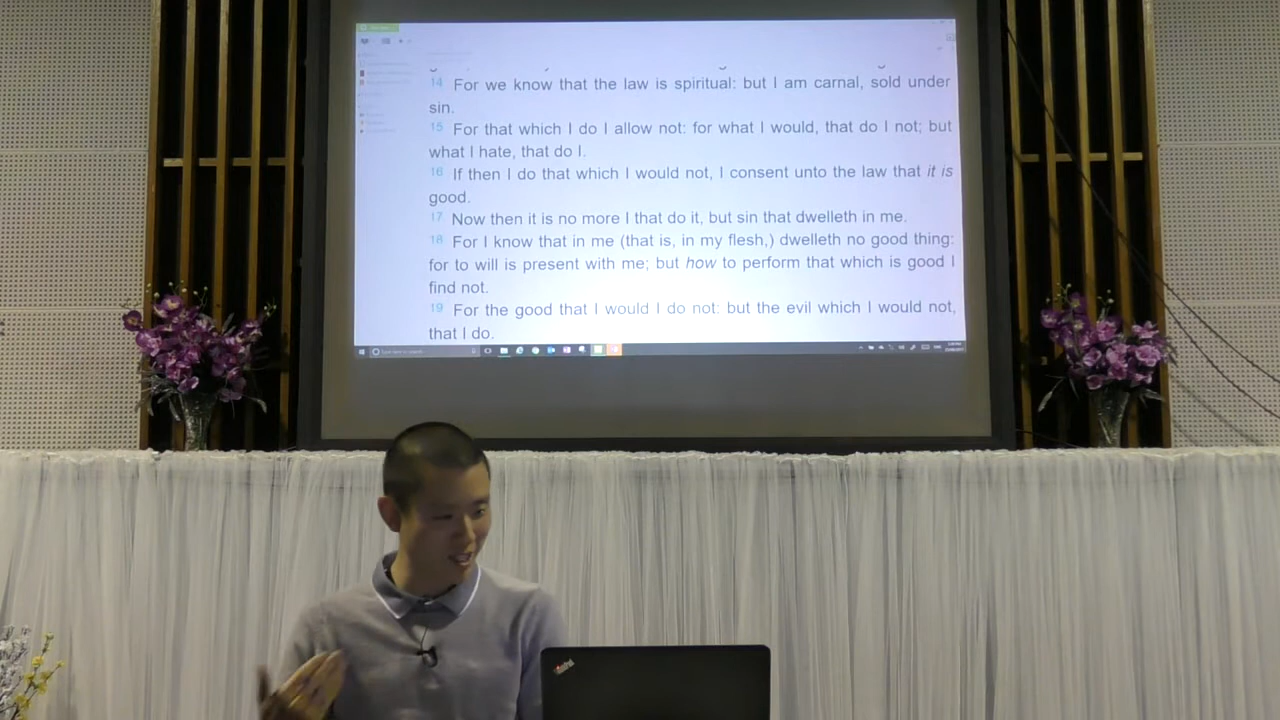 14 For we know that the law is spiritual: but I am carnal, sold under
sin.
15 For that which I do I allow not: for what I would, that do I not; but
what I hate, that do I.
16 If then I do that which I would not, I consent unto the law that it is
good.
17 Now then it is no more I that do it, but sin that dwelleth in me.
18 For I know that in me (that is, in my flesh,) dwelleth no good thing:
for to will is present with me; but how to perform that which is good I
find not.
19 For the good that I would I do not: but the evil which I would not,
that I do.
ThinkPad